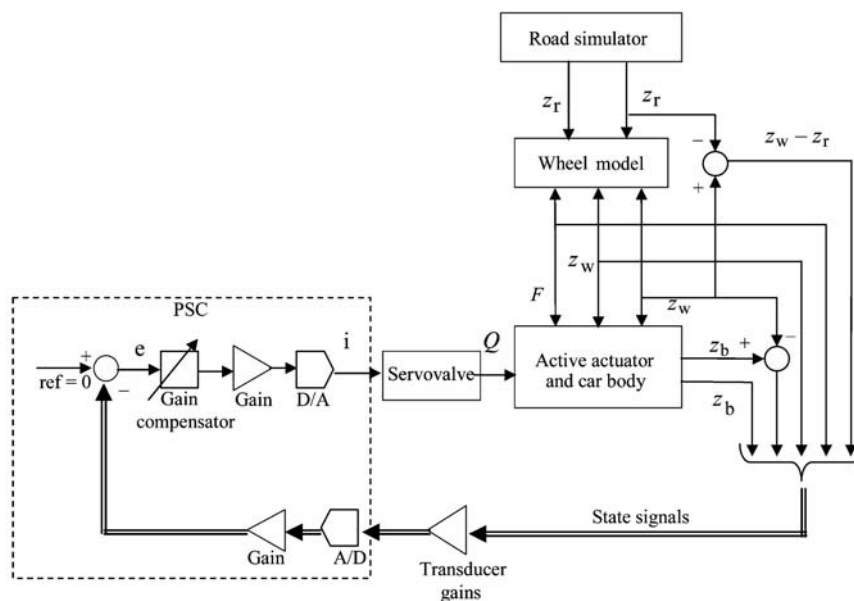 Road simulator
z_r
z_r
z_w − z_r
−
Wheel model
+
z_w
F
z_w
PSC
Q
−
e
i
z_b
+
+
Servovalve
Active actuator
and car body
ref = 0
−
z_b
Gain
compensator
Gain
D/A
State signals
Gain
A/D
Transducer
gains